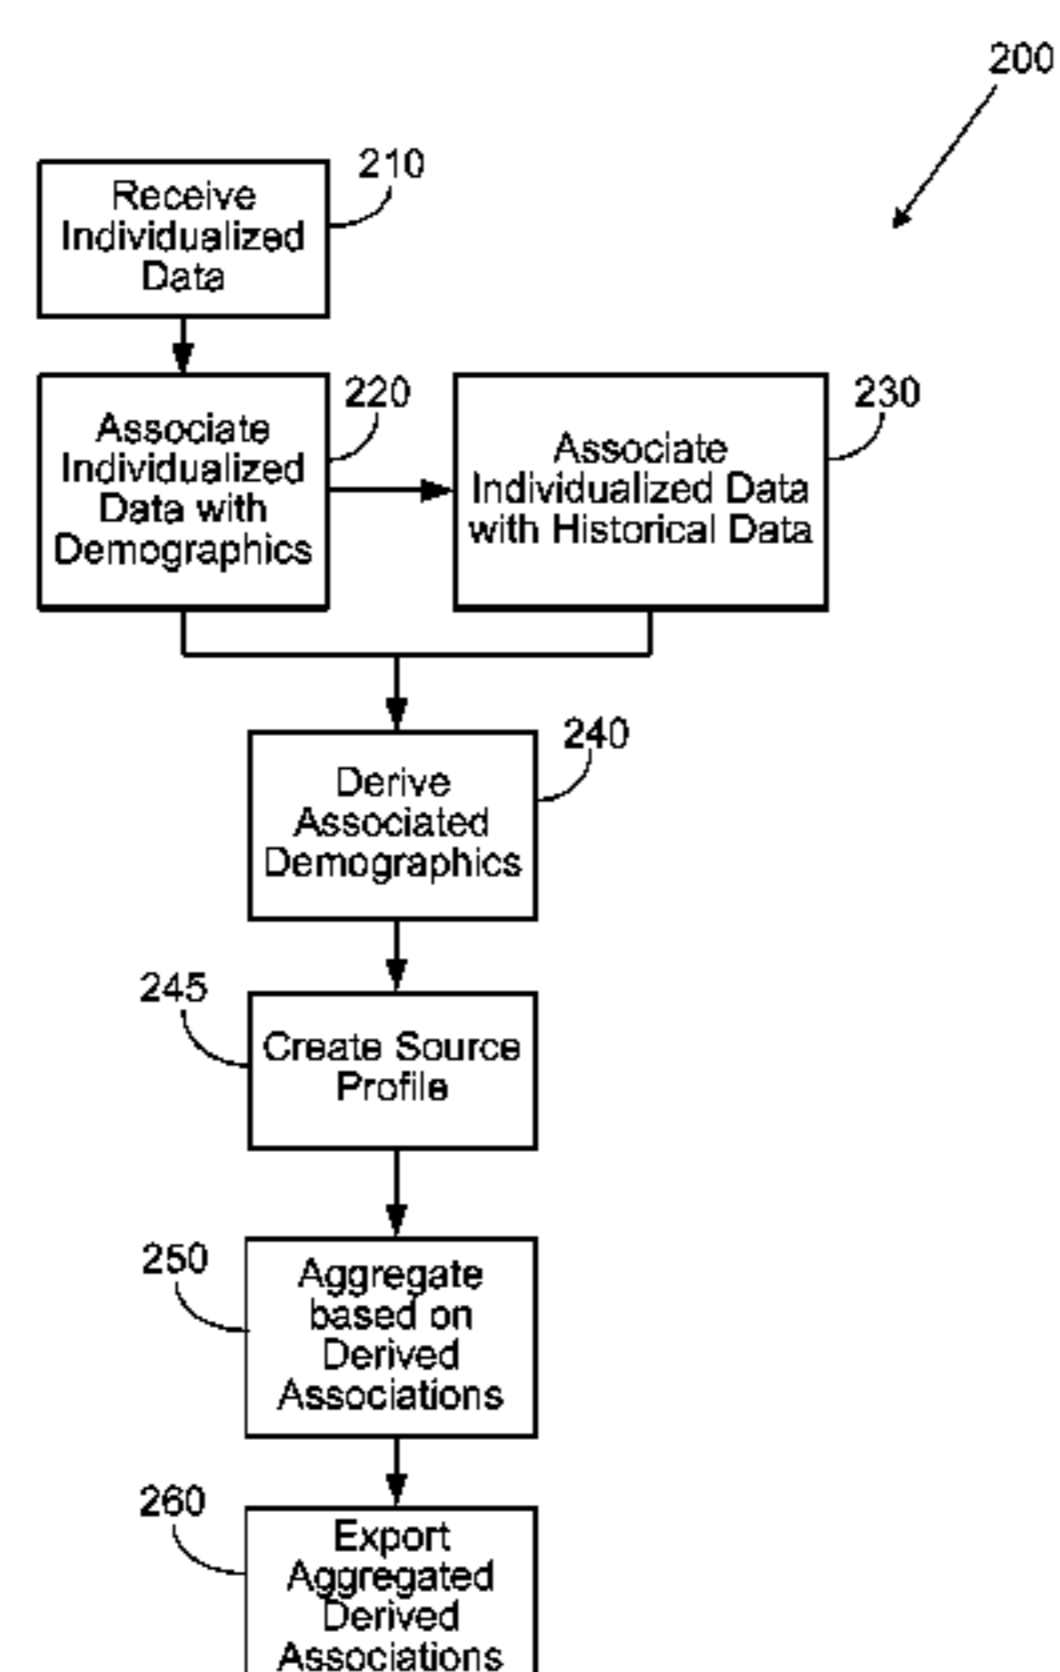 200
210
Receive
Individualized
Data
220
Associate
Individualized
Data with
Demographics
230
Associate
Individualized Data
with Historical Data
240
Derive
Associated
Demographics
245
Create Source
Profile
250
Aggregate
based on
Derived
Associations
260
Export
Aggregated
Derived
Associations